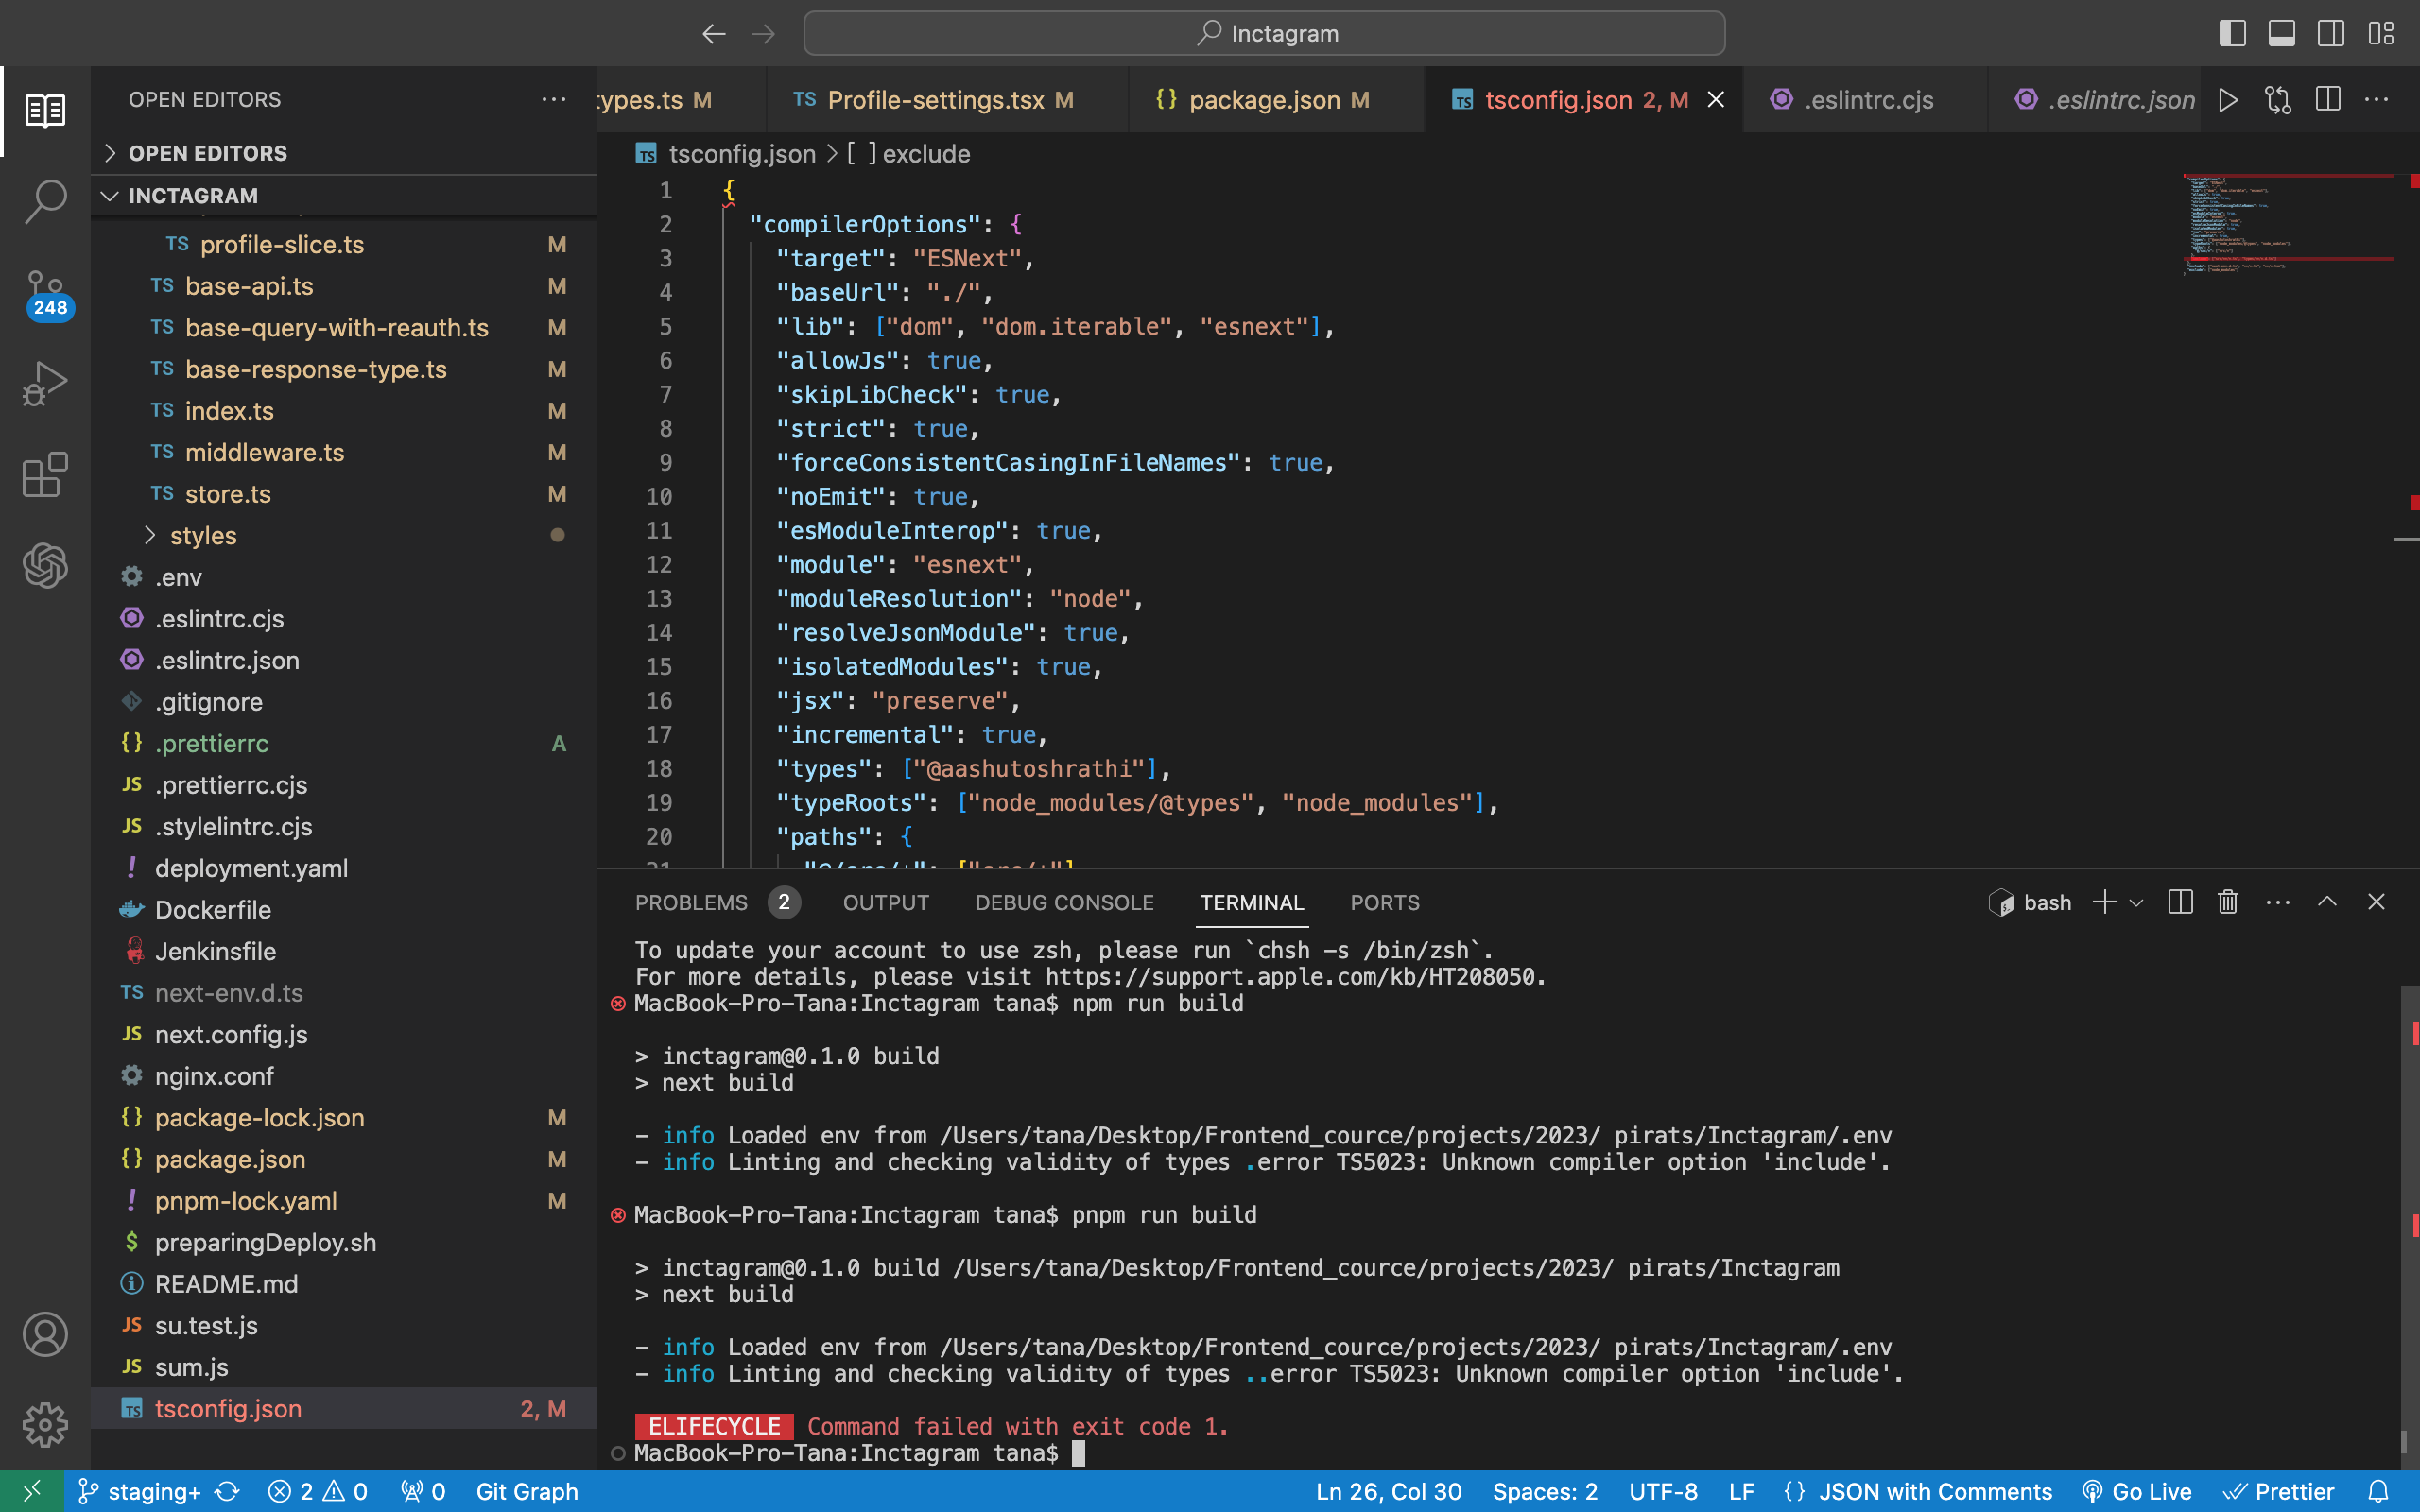 Inctagram
OPEN EDITORS
OPEN EDITORS
INCTAGRAM
TS profile-slice.ts M
TS base-api.ts M
TS base-query-with-reauth.ts M
TS base-response-type.ts M
TS index.ts M
TS middleware.ts M
TS store.ts M
styles
.env
.eslintrc.cjs
.eslintrc.json
.gitignore
{} .prettierrc A
JS .prettierrc.cjs
JS .stylelintrc.cjs
! deployment.yaml
Dockerfile
Jenkinsfile
TS next-env.d.ts
JS next.config.js
nginx.conf
{} package-lock.json M
{} package.json M
! pnpm-lock.yaml M
$ preparingDeploy.sh
README.md
JS su.test.js
JS sum.js
TS tsconfig.json 2, M
248
types.ts M
TS Profile-settings.tsx M
{} package.json M
TS tsconfig.json 2, M
.eslintrc.cjs
.eslintrc.json
TS tsconfig.json > [ ] exclude
1 {
2 "compilerOptions": {
3 "target": "ESNext",
4 "baseUrl": "./",
5 "lib": ["dom", "dom.iterable", "esnext"],
6 "allowJs": true,
7 "skipLibCheck": true,
8 "strict": true,
9 "forceConsistentCasingInFileNames": true,
10 "noEmit": true,
11 "esModuleInterop": true,
12 "module": "esnext",
13 "moduleResolution": "node",
14 "resolveJsonModule": true,
15 "isolatedModules": true,
16 "jsx": "preserve",
17 "incremental": true,
18 "types": ["@aashutoshrathi"],
19 "typeRoots": ["node_modules/@types", "node_modules"],
20 "paths": {
PROBLEMS 2 OUTPUT DEBUG CONSOLE TERMINAL PORTS
bash
To update your account to use zsh, please run `chsh -s /bin/zsh`.
For more details, please visit https://support.apple.com/kb/HT208050.
MacBook-Pro-Tana:Inctagram tana$ npm run build
> inctagram@0.1.0 build
> next build
- info Loaded env from /Users/tana/Desktop/Frontend_cource/projects/2023/ pirats/Inctagram/.env
- info Linting and checking validity of types .error TS5023: Unknown compiler option 'include'.
MacBook-Pro-Tana:Inctagram tana$ pnpm run build
> inctagram@0.1.0 build /Users/tana/Desktop/Frontend_cource/projects/2023/ pirats/Inctagram
> next build
- info Loaded env from /Users/tana/Desktop/Frontend_cource/projects/2023/ pirats/Inctagram/.env
- info Linting and checking validity of types ..error TS5023: Unknown compiler option 'include'.
ELIFECYCLE Command failed with exit code 1.
MacBook-Pro-Tana:Inctagram tana$
staging+ 2 0 0 Git Graph
Ln 26, Col 30 Spaces: 2 UTF-8 LF {} JSON with Comments Go Live Prettier